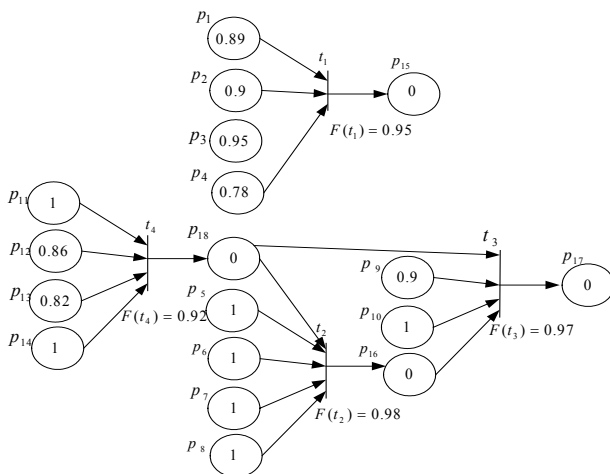 p1
0.89
t1
p15
p2
0.9
0
p3
0.95
F(t1) = 0.95
p4
0.78
p11
1
t4
p18
t3
p12
0.86
0
p9
0.9
p17
0
p13
0.82
F(t4) = 0.92
p5
1
t2
p10
1
F(t3) = 0.97
p14
1
p6
1
p16
0
p7
1
F(t2) = 0.98
p8
1